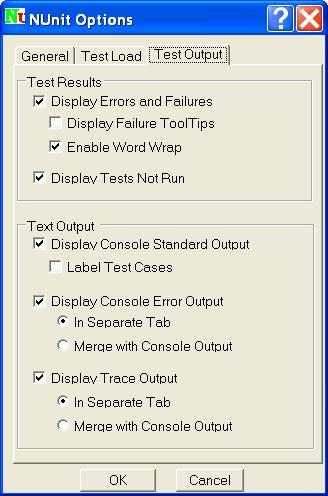 NUnit Options
General
Test Load
Test Output
Test Results
Display Errors and Failures
Display Failure ToolTips
Enable Word Wrap
Display Tests Not Run
Text Output
Display Console Standard Output
Label Test Cases
Display Console Error Output
In Separate Tab
Merge with Console Output
Display Trace Output
In Separate Tab
Merge with Console Output
OK
Cancel